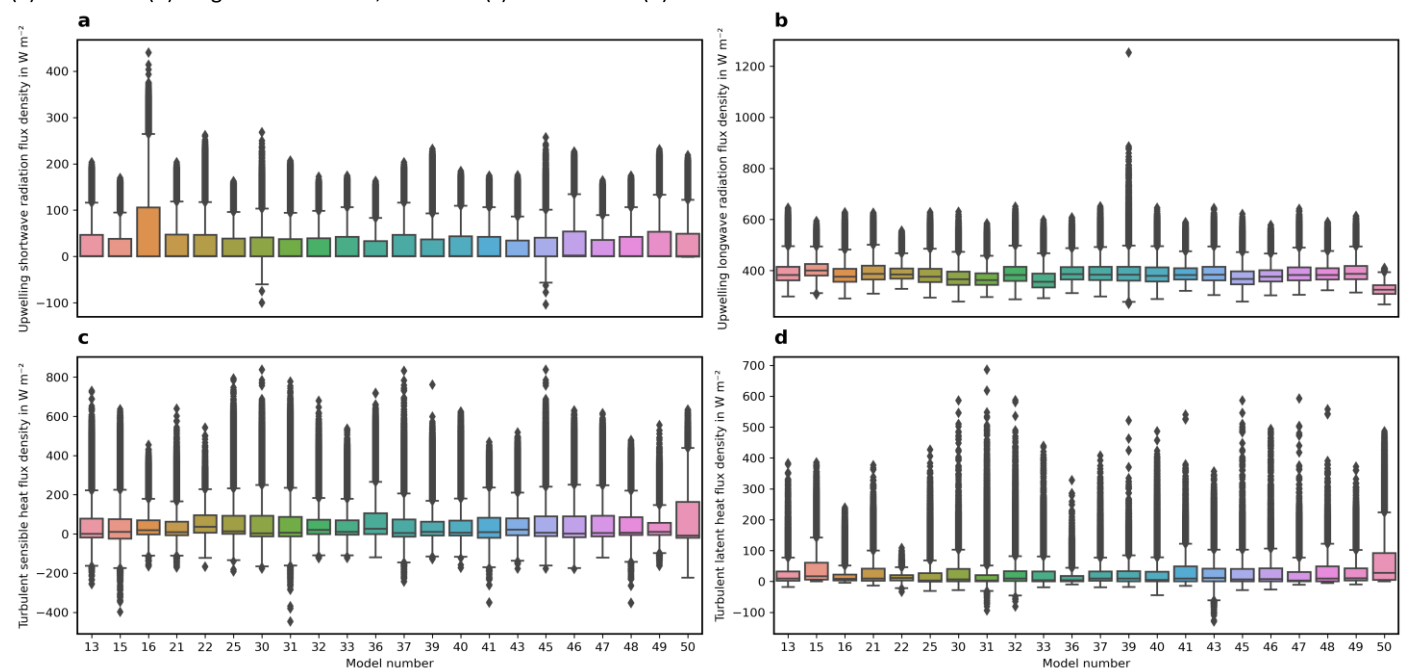 a
b
Upwelling shortwave radiation flux density in W m⁻²
400
300
200
100
0
−100
Upwelling longwave radiation flux density in W m⁻²
1200
1000
800
600
400
c
d
Turbulent sensible heat flux density in W m⁻²
800
600
400
200
0
−200
−400
13 15 16 21 22 25 30 31 32 33 36 37 39 40 41 43 45 46 47 48 49 50
Model number
Turbulent latent heat flux density in W m⁻²
700
600
500
400
300
200
100
0
−100
13 15 16 21 22 25 30 31 32 33 36 37 39 40 41 43 45 46 47 48 49 50
Model number